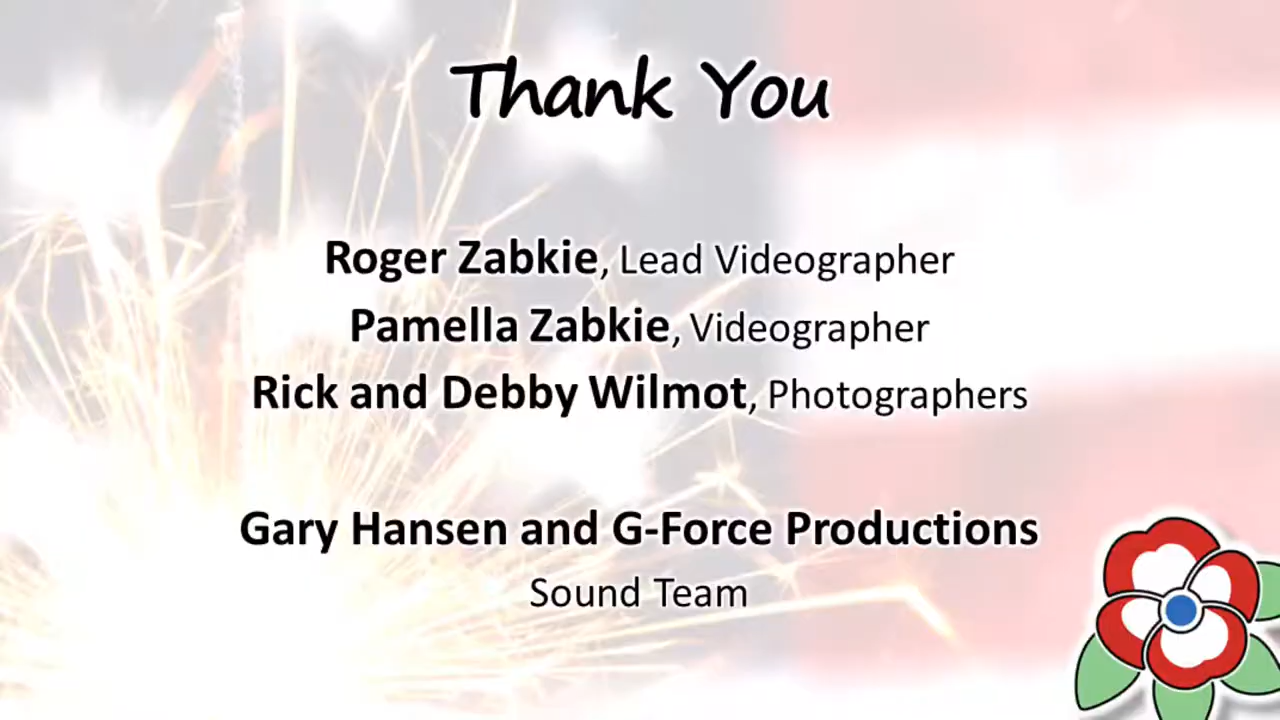 Thank You
Roger Zabkie, Lead Videographer
Pamella Zabkie, Videographer
Rick and Debby Wilmot, Photographers
Gary Hansen and G-Force Productions
Sound Team